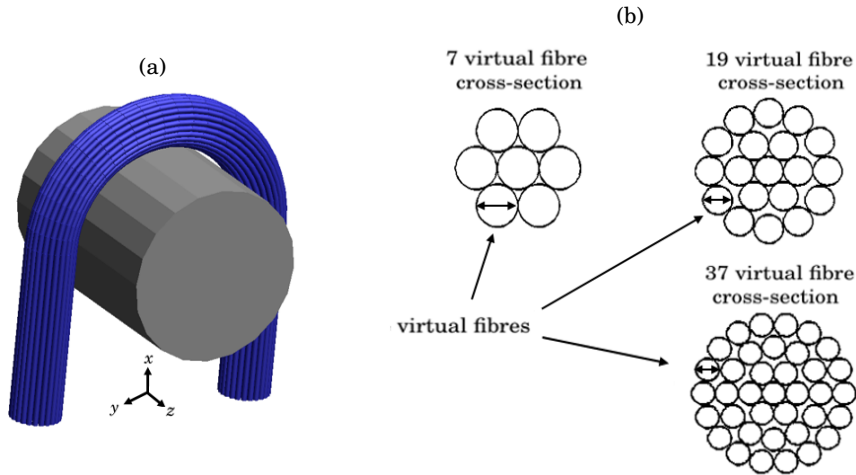 (a)
x
y
z
(b)
7 virtual fibre
cross-section
19 virtual fibre
cross-section
virtual fibres
37 virtual fibre
cross-section